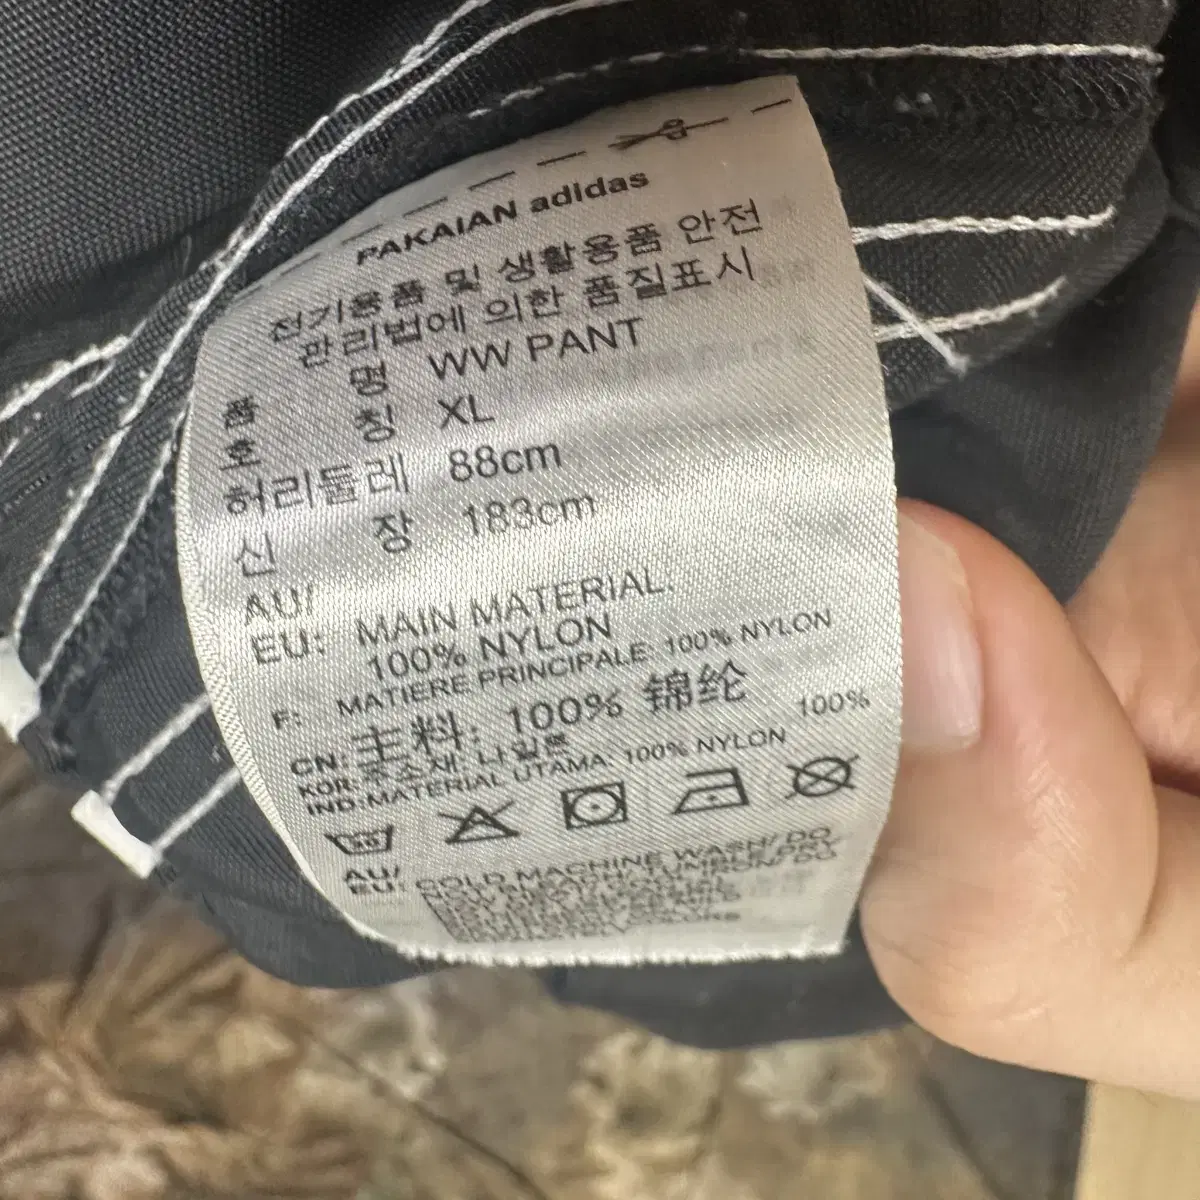 PAKAIAN adidas
전기용품 및 생활용품 안전
관리법에 의한 품질표시
품 명 WW PANT
호 칭 XL
허리둘레 88cm
신 장 183cm
AU/
EU: MAIN MATERIAL:
100% NYLON
F: MATIERE PRINCIPALE: 100% NYLON
CN: 主料: 100% 锦纶
KOR: 주소재: 나일론 100%
IND: MATERIAL UTAMA: 100% NYLON
30
AU/
EU: COLD MACHINE WASH/ DO